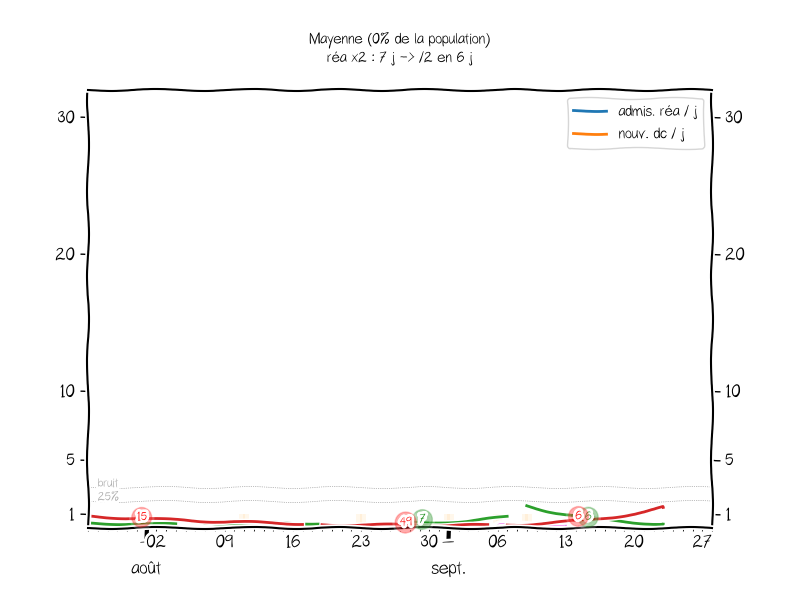 Mayenne (0% de la population)
réa x2 : 7 j -> /2 en 6 j
admis. réa / j
nouv. dc / j
30 30
20 20
10 10
5 5
bruit
25%
1 1
15 49 7 6 6
02 09 16 23 30 06 13 20 27
août sept.